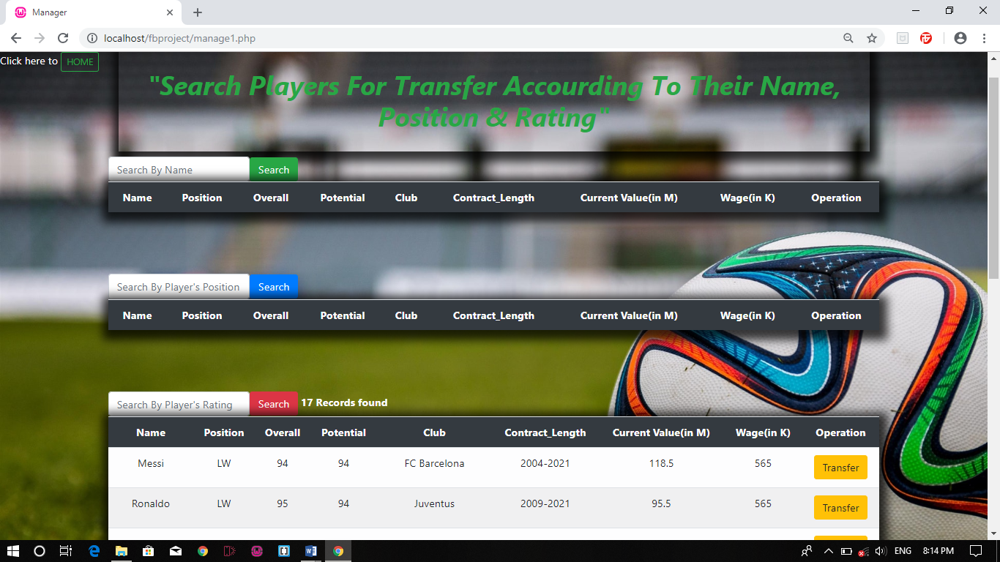 Manager
localhost/fbproject/manage1.php
Click here to HOME
"Search Players For Transfer Accourding To Their Name,
Position & Rating"
Search By Name Search
Name Position Overall Potential Club Contract_Length Current Value(in M) Wage(in K) Operation
Search By Player's Position Search
Name Position Overall Potential Club Contract_Length Current Value(in M) Wage(in K) Operation
Search By Player's Rating Search 17 Records found
Name Position Overall Potential Club Contract_Length Current Value(in M) Wage(in K) Operation
Messi LW 94 94 FC Barcelona 2004-2021 118.5 565 Transfer
Ronaldo LW 95 94 Juventus 2009-2021 95.5 565 Transfer
ENG 8:14 PM